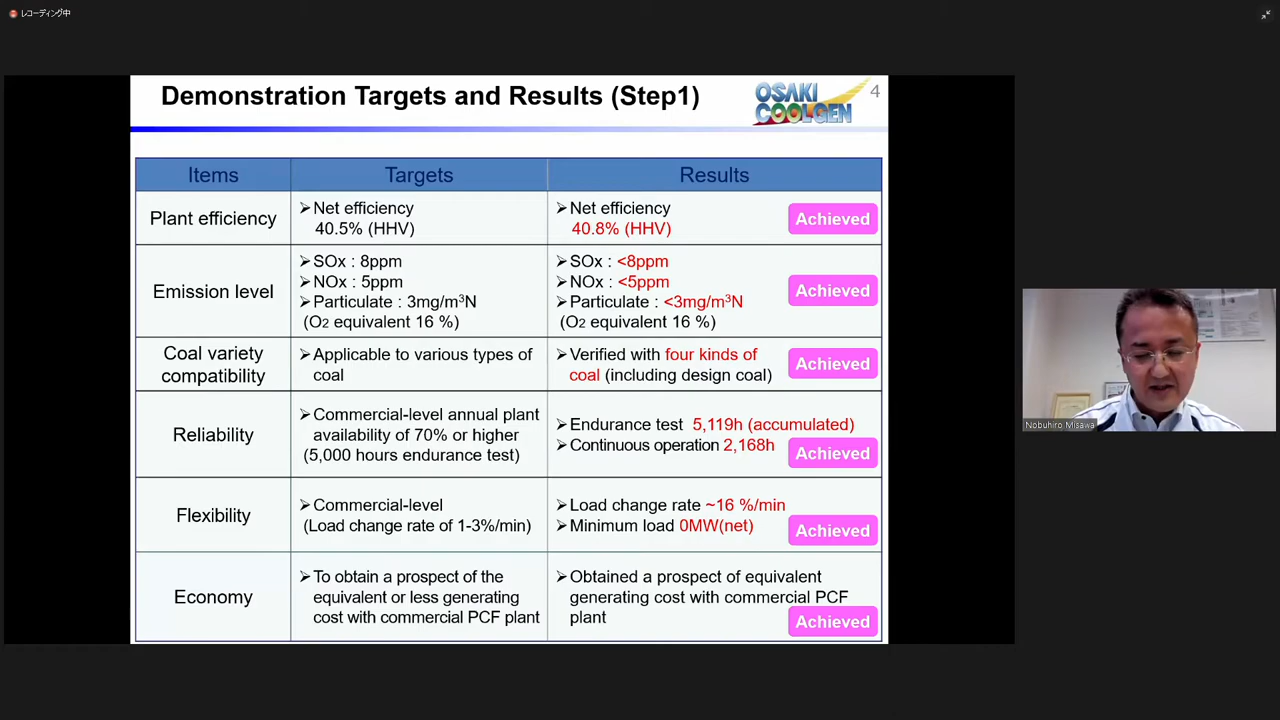 レコーディング中
Demonstration Targets and Results (Step1)
OSAKI
COOLGEN
4
Items
Targets
Results
Plant efficiency
➢Net efficiency
40.5% (HHV)
➢Net efficiency
40.8% (HHV)
Achieved
Emission level
➢SOx : 8ppm
➢NOx : 5ppm
➢Particulate : 3mg/m³N
(O2 equivalent 16 %)
➢SOx : <8ppm
➢NOx : <5ppm
➢Particulate : <3mg/m³N
(O2 equivalent 16 %)
Achieved
Coal variety
compatibility
➢Applicable to various types of
coal
➢Verified with four kinds of
coal (including design coal)
Achieved
Reliability
➢Commercial-level annual plant
availability of 70% or higher
(5,000 hours endurance test)
➢Endurance test 5,119h (accumulated)
➢Continuous operation 2,168h
Achieved
Flexibility
➢Commercial-level
(Load change rate of 1-3%/min)
➢Load change rate ~16 %/min
➢Minimum load 0MW(net)
Achieved
Economy
➢To obtain a prospect of the
equivalent or less generating
cost with commercial PCF plant
➢Obtained a prospect of equivalent
generating cost with commercial PCF
plant
Achieved
Nobuhiro Misawa